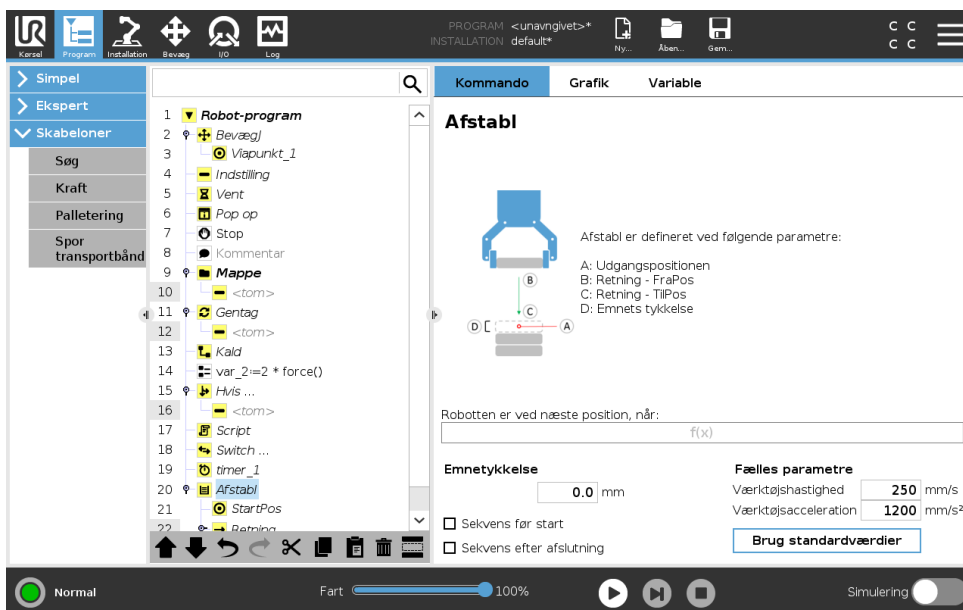 PROGRAM <unavngivet>*
INSTALLATION default*
Kørsel Program Installation Bevæg I/O Log Ny... Åben... Gem...
C C
C C
Simpel
Ekspert
Skabeloner
Søg
Kraft
Palletering
Spor
transportbånd
1 Robot-program
2 BevægJ
3 Viapunkt_1
4 Indstilling
5 Vent
6 Pop op
7 Stop
8 Kommentar
9 Mappe
10 <tom>
11 Gentag
12 <tom>
13 Kald
14 var_2≔2 * force()
15 Hvis ...
16 <tom>
17 Script
18 Switch ...
19 timer_1
20 Afstabl
21 StartPos
22 Retning
Kommando Grafik Variable
Afstabl
Afstabl er defineret ved følgende parametre:
A: Udgangspositionen
B: Retning - FraPos
C: Retning - TilPos
D: Emnets tykkelse
B
C
D A
Robotten er ved næste position, når:
f(x)
Emnetykkelse
0.0 mm
Sekvens før start
Sekvens efter afslutning
Fælles parametre
Værktøjshastighed 250 mm/s
Værktøjsacceleration 1200 mm/s²
Brug standardværdier
Normal Fart 100% Simulering